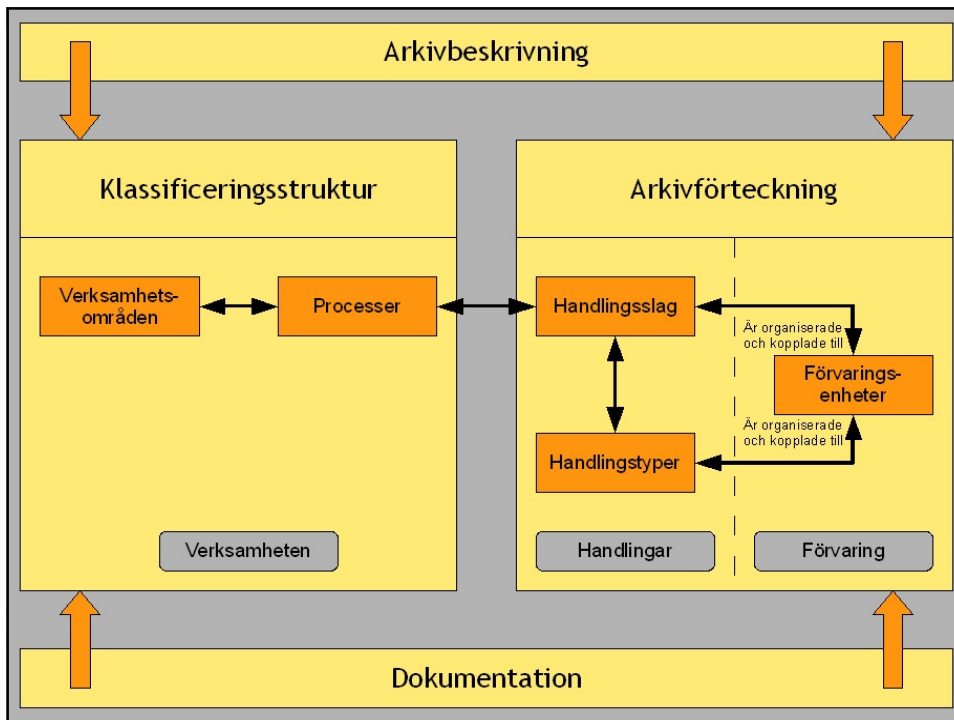 Arkivbeskrivning
Klassificeringsstruktur
Verksamhets-
områden
Processer
Verksamheten
Arkivförteckning
Handlingsslag
Är organiserade
och kopplade till
Förvarings-
enheter
Är organiserade
och kopplade till
Handlingstyper
Handlingar
Förvaring
Dokumentation